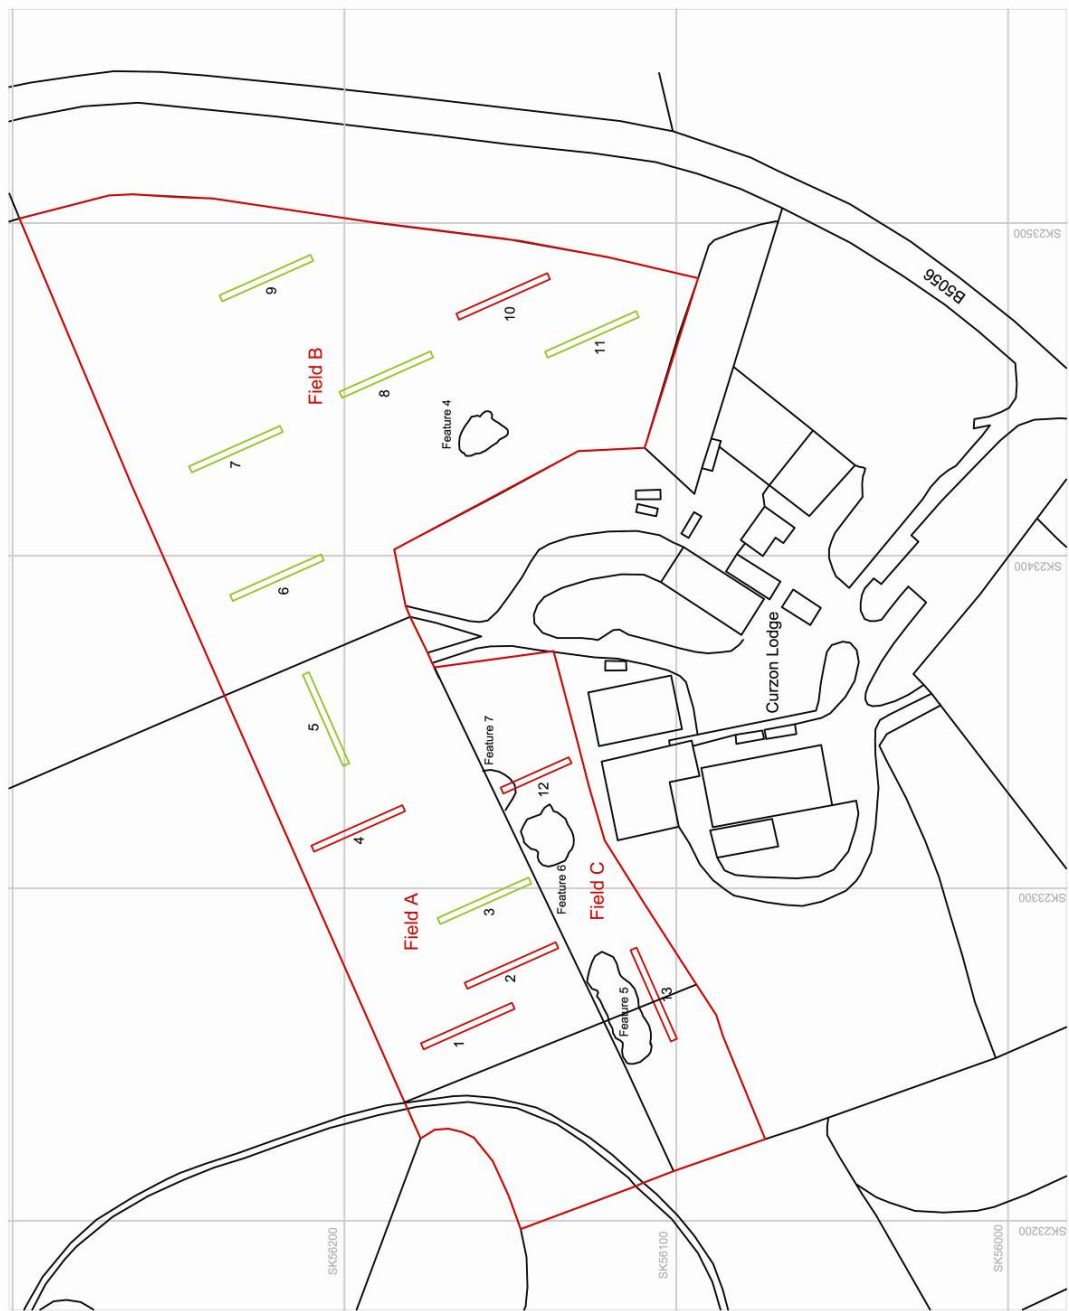 SK23500
B5056
9
10
Field B
11
8
Feature 4
7
SK23400
6
Curzon Lodge
5
Feature 7
12
4
SK23300
Feature 6
Field C
Field A
3
2
13
Feature 5
1
SK23200
SK56200
SK56100
SK56000